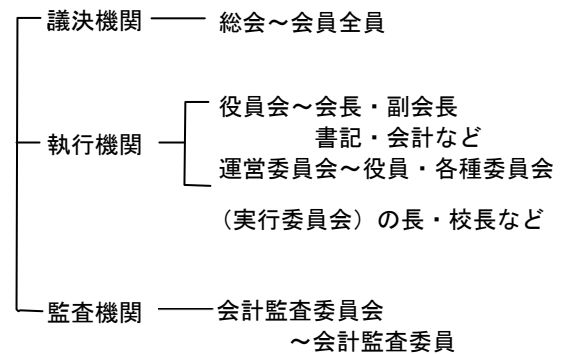 議決機関 総会～会員全員
役員会～会長・副会長
書記・会計など
執行機関
運営委員会～役員・各種委員会
（実行委員会）の長・校長など
監査機関 会計監査委員会
～会計監査委員